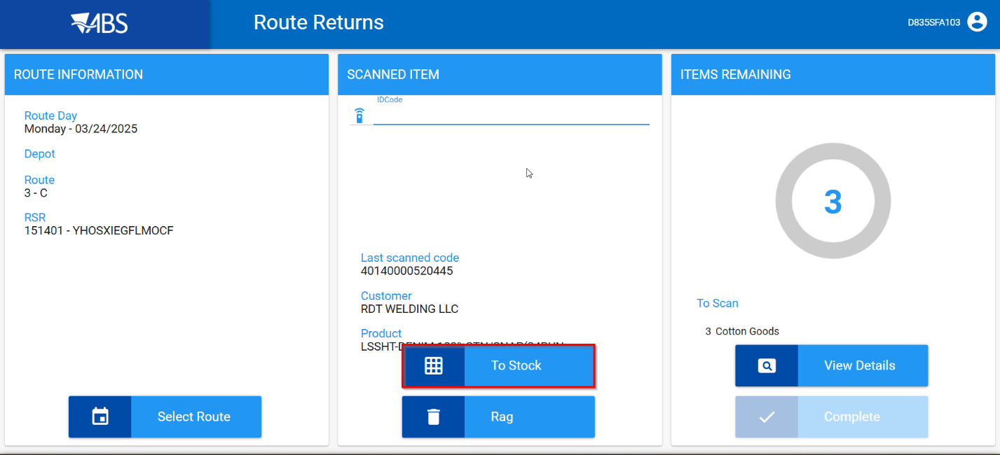 ABS
Route Returns
D835SFA103
ROUTE INFORMATION
Route Day
Monday - 03/24/2025
Depot
Route
3 - C
RSR
151401 - YHOSXIEGFLMOCF
Select Route
SCANNED ITEM
IDCode
Last scanned code
40140000520445
Customer
RDT WELDING LLC
Product
To Stock
Rag
ITEMS REMAINING
3
To Scan
3 Cotton Goods
View Details
Complete